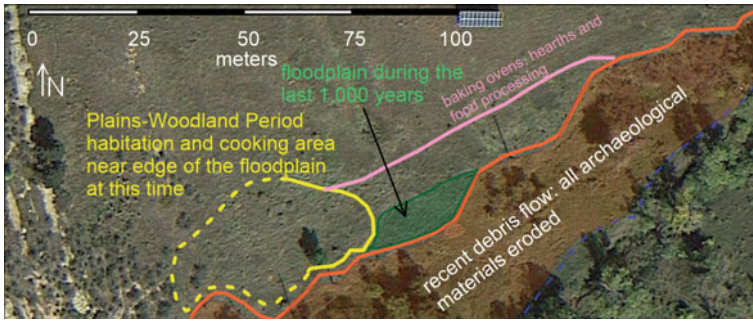 0 25 50 75 100
meters
N
floodplain during the
last 1,000 years
baking ovens, hearths and
food processing
Plains-Woodland Period
habitation and cooking area
near edge of the floodplain
at this time
recent debris flow: all archaeological
materials eroded